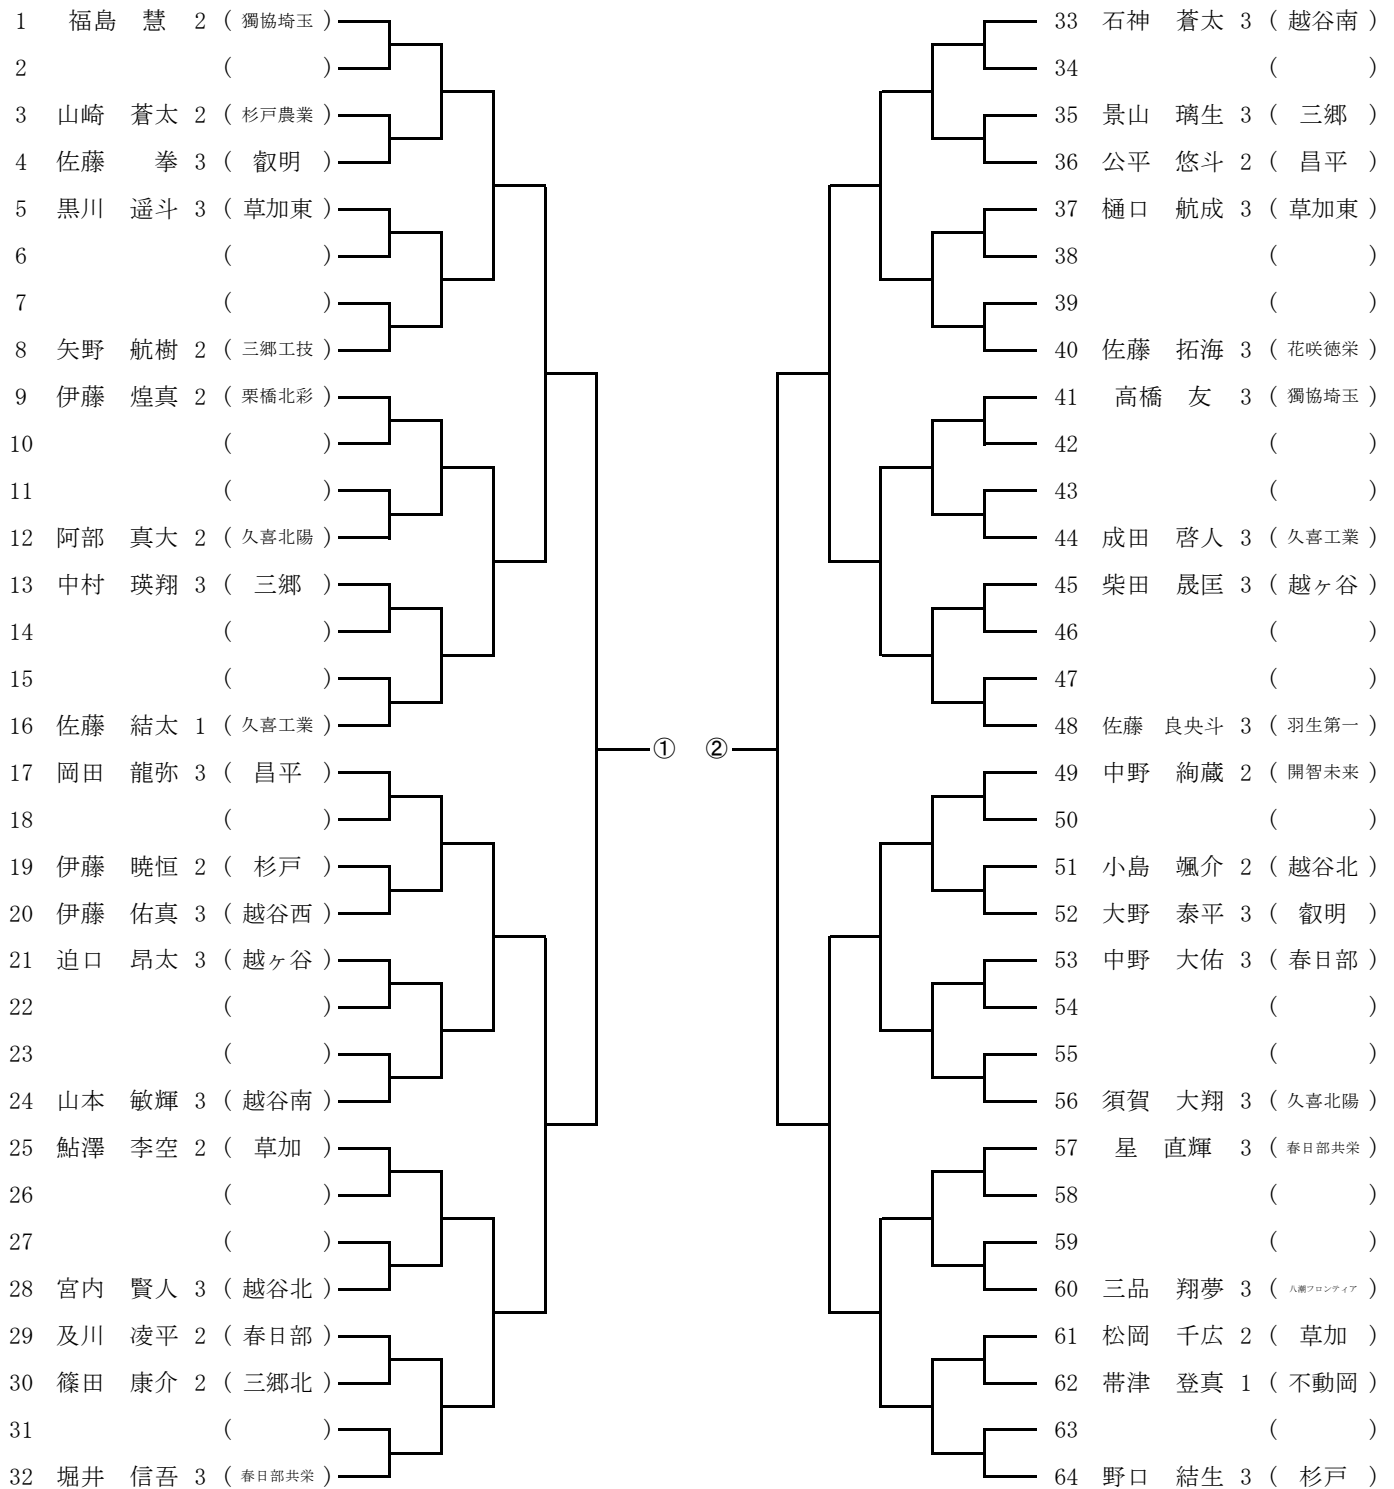 1 福島 慧 2 ( 獨協埼玉 )
2 ( )
3 山崎 蒼太 2 ( 杉戸農業 )
4 佐藤 拳 3 ( 叡明 )
5 黒川 遥斗 3 ( 草加東 )
6 ( )
7 ( )
8 矢野 航樹 2 ( 三郷工技 )
9 伊藤 煌真 2 ( 栗橋北彩 )
10 ( )
11 ( )
12 阿部 真大 2 ( 久喜北陽 )
13 中村 瑛翔 3 ( 三郷 )
14 ( )
15 ( )
16 佐藤 結太 1 ( 久喜工業 )
17 岡田 龍弥 3 ( 昌平 )
18 ( )
19 伊藤 暁恒 2 ( 杉戸 )
20 伊藤 佑真 3 ( 越谷西 )
21 迫口 昂太 3 ( 越ヶ谷 )
22 ( )
23 ( )
24 山本 敏輝 3 ( 越谷南 )
25 鮎澤 李空 2 ( 草加 )
26 ( )
27 ( )
28 宮内 賢人 3 ( 越谷北 )
29 及川 凌平 2 ( 春日部 )
30 篠田 康介 2 ( 三郷北 )
31 ( )
32 堀井 信吾 3 ( 春日部共栄 )
① ②
33 石神 蒼太 3 ( 越谷南 )
34 ( )
35 景山 璃生 3 ( 三郷 )
36 公平 悠斗 2 ( 昌平 )
37 樋口 航成 3 ( 草加東 )
38 ( )
39 ( )
40 佐藤 拓海 3 ( 花咲徳栄 )
41 高橋 友 3 ( 獨協埼玉 )
42 ( )
43 ( )
44 成田 啓人 3 ( 久喜工業 )
45 柴田 晟匡 3 ( 越ヶ谷 )
46 ( )
47 ( )
48 佐藤 良央斗 3 ( 羽生第一 )
49 中野 絢蔵 2 ( 開智未来 )
50 ( )
51 小島 颯介 2 ( 越谷北 )
52 大野 泰平 3 ( 叡明 )
53 中野 大佑 3 ( 春日部 )
54 ( )
55 ( )
56 須賀 大翔 3 ( 久喜北陽 )
57 星 直輝 3 ( 春日部共栄 )
58 ( )
59 ( )
60 三品 翔夢 3 ( 八潮フロンティア )
61 松岡 千広 2 ( 草加 )
62 帯津 登真 1 ( 不動岡 )
63 ( )
64 野口 結生 3 ( 杉戸 )